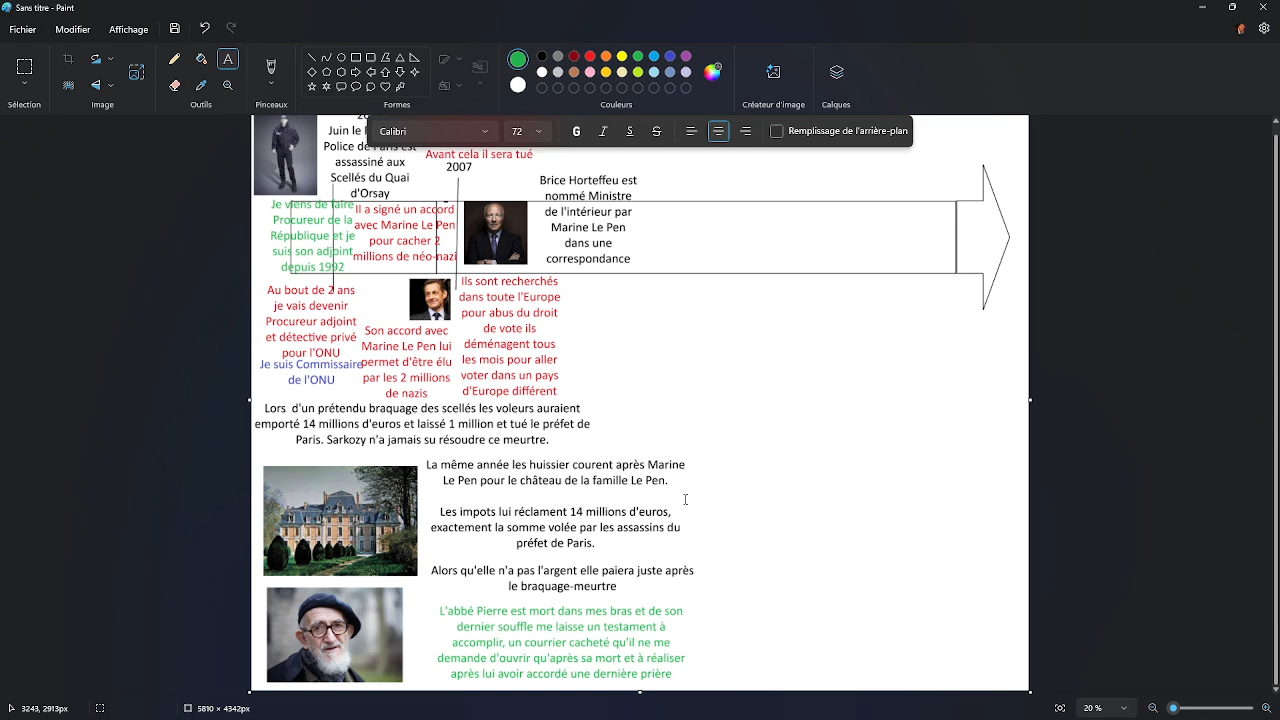 Sans titre - Paint
Fichier
Modifier
Affichage
Sélection
Image
Outils
Pinceaux
Formes
Couleurs
Créateur d'image
Calques
Calibri
72
G
I
S
S
Remplissage de l'arrière-plan
Juin le
Police de Paris est
assassiné aux
Scellés du Quai
d'Orsay
Avant cela il sera tué
2007
Brice Horteffeu est
nommé Ministre
de l'intérieur par
Marine Le Pen
dans une
correspondance
Je viens de faire
Procureur de la
République et je
suis son adjoint
depuis 1992
Il a signé un accord
avec Marine Le Pen
pour cacher 2
millions de néo-nazi
Au bout de 2 ans
je vais devenir
Procureur adjoint
et détective privé
pour l'ONU
Je suis Commissaire
de l'ONU
Son accord avec
Marine Le Pen lui
permet d'être élu
par les 2 millions
de nazis
Ils sont recherchés
dans toute l'Europe
pour abus du droit
de vote ils
déménagent tous
les mois pour aller
voter dans un pays
d'Europe différent
Lors d'un prétendu braquage des scellés les voleurs auraient
emporté 14 millions d'euros et laissé 1 million et tué le préfet de
Paris. Sarkozy n'a jamais su résoudre ce meurtre.
La même année les huissier courent après Marine
Le Pen pour le château de la famille Le Pen.
Les impots lui réclament 14 millions d'euros,
exactement la somme volée par les assassins du
préfet de Paris.
Alors qu'elle n'a pas l'argent elle paiera juste après
le braquage-meurtre
L'abbé Pierre est mort dans mes bras et de son
dernier souffle me laisse un testament à
accomplir, un courrier cacheté qu'il ne me
demande d'ouvrir qu'après sa mort et à réaliser
après lui avoir accordé une dernière prière
3243, 2913px
5810 × 4342px
20 %